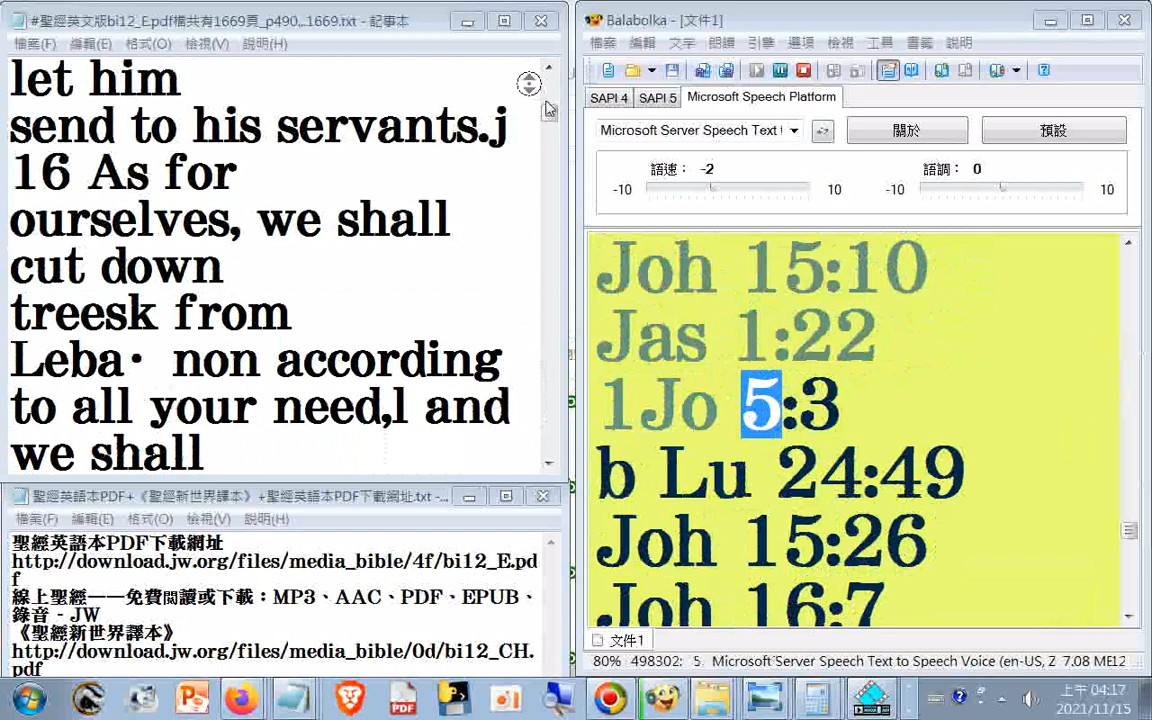 #聖經英文版bi12_E.pdf檔共有1669頁_p490,..1669.txt - 記事本
檔案(F) 編輯(E) 格式(O) 檢視(V) 說明(H)
let him
send to his servants.j
16 As for
ourselves, we shall
cut down
treesk from
Leba· non according
to all your need,l and
we shall
聖經英語本PDF+《聖經新世界譯本》+聖經英語本PDF下載網址.txt - ...
檔案(F) 編輯(E) 格式(O) 檢視(V) 說明(H)
聖經英語本PDF下載網址
http://download.jw.org/files/media_bible/4f/bi12_E.pd
f
線上聖經——免費閱讀或下載：MP3、AAC、PDF、EPUB、
錄音 - JW
《聖經新世界譯本》
http://download.jw.org/files/media_bible/0d/bi12_CH.
pdf
Balabolka - [文件1]
檔案 編輯 文字 朗讀 引擎 選項 檢視 工具 書籤 說明
SAPI 4 SAPI 5 Microsoft Speech Platform
Microsoft Server Speech Text 關於 預設
語速： -2 語調： 0
-10 10 -10 10
Joh 15:10
Jas 1:22
1Jo 5:3
b Lu 24:49
Joh 15:26
Joh 16:7
文件1
80% 498302: 5. Microsoft Server Speech Text to Speech Voice (en-US, Z 7.08 ME12
PDF
上午 04:17
2021/11/15